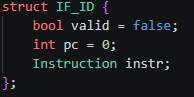 struct IF_ID {
    bool valid = false;
    int pc = 0;
    Instruction instr;
};